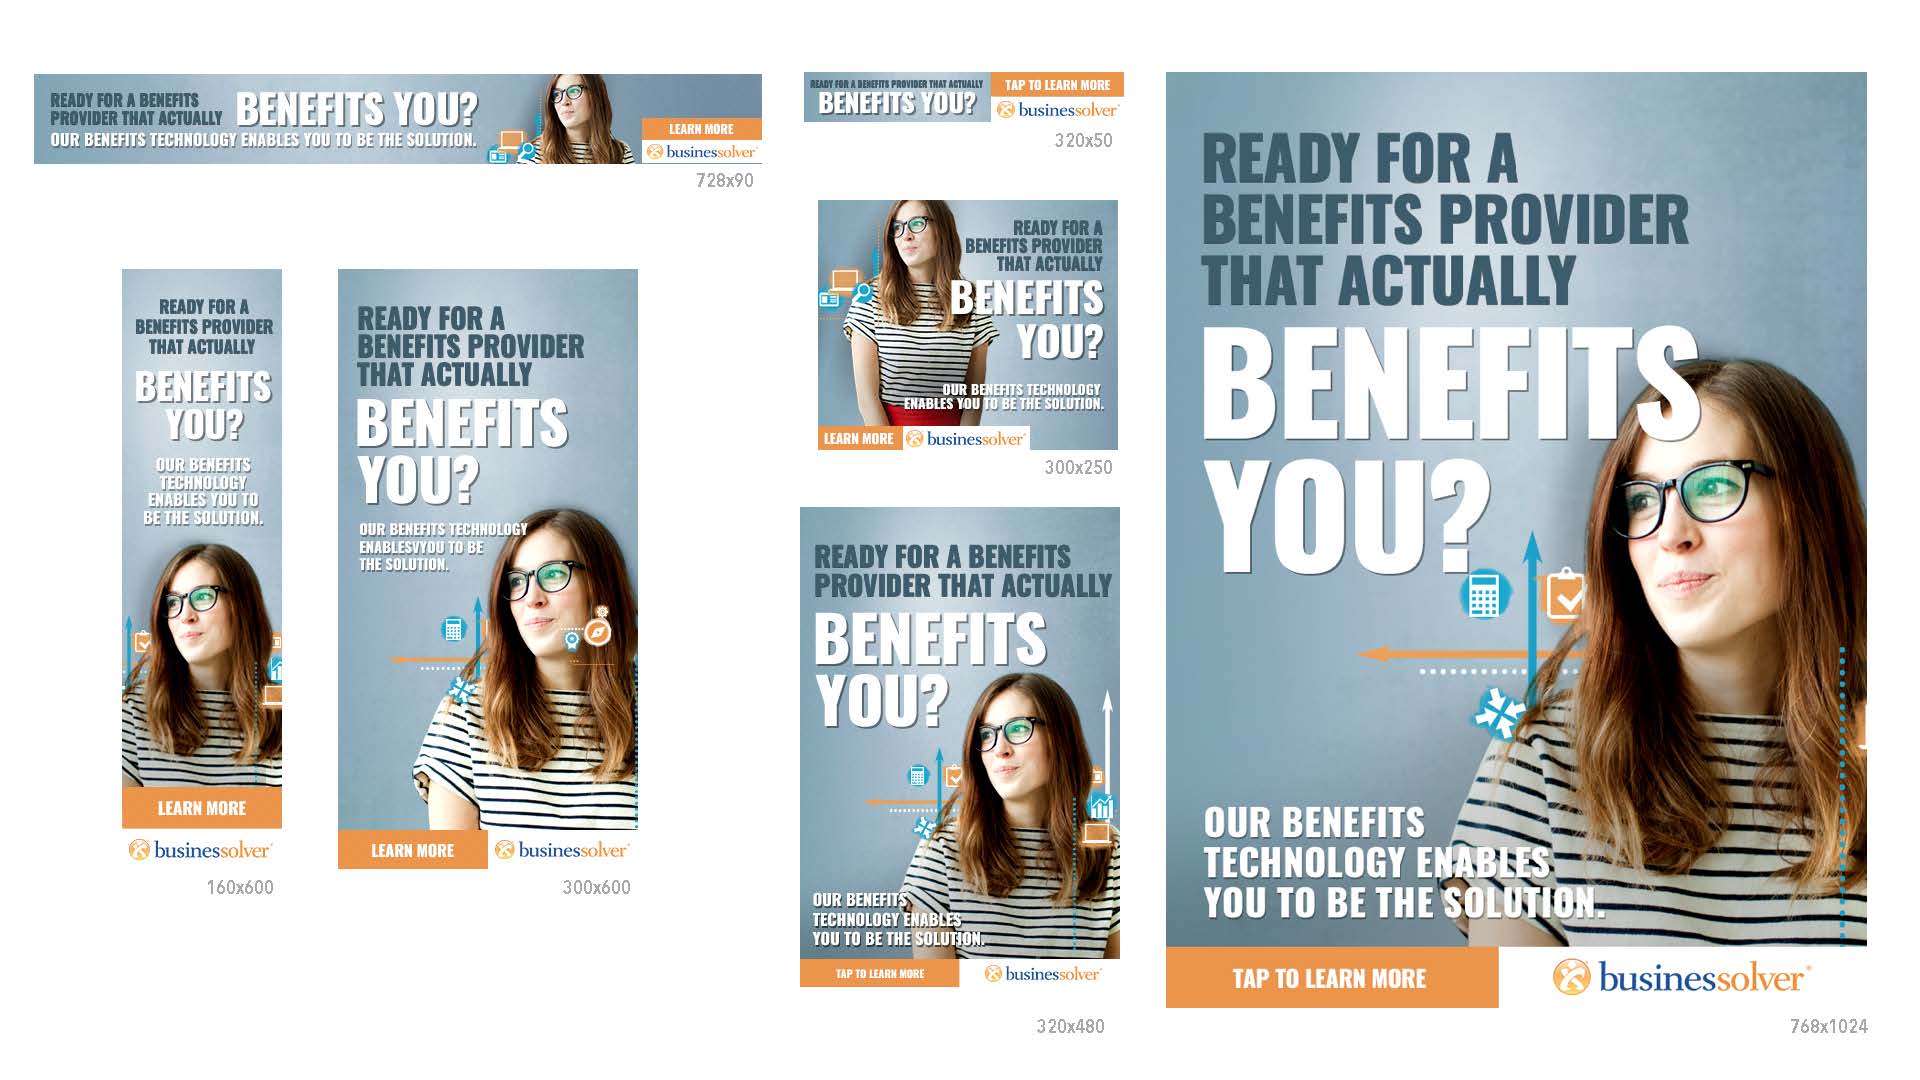 READY FOR A BENEFITS
PROVIDER THAT ACTUALLY
BENEFITS YOU?
OUR BENEFITS TECHNOLOGY ENABLES YOU TO BE THE SOLUTION.
LEARN MORE
businessolver
728x90
READY FOR A BENEFITS PROVIDER THAT ACTUALLY
BENEFITS YOU?
TAP TO LEARN MORE
businessolver
320x50
READY FOR A
BENEFITS PROVIDER
THAT ACTUALLY
BENEFITS
YOU?
OUR BENEFITS
TECHNOLOGY
ENABLES YOU TO
BE THE SOLUTION.
LEARN MORE
businessolver
160x600
READY FOR A
BENEFITS PROVIDER
THAT ACTUALLY
BENEFITS
YOU?
OUR BENEFITS TECHNOLOGY
ENABLESVYOU TO BE
THE SOLUTION.
LEARN MORE
businessolver
300x600
READY FOR A
BENEFITS PROVIDER
THAT ACTUALLY
BENEFITS
YOU?
OUR BENEFITS TECHNOLOGY
ENABLES YOU TO BE THE SOLUTION.
LEARN MORE
businessolver
300x250
READY FOR A BENEFITS
PROVIDER THAT ACTUALLY
BENEFITS
YOU?
OUR BENEFITS
TECHNOLOGY ENABLES
YOU TO BE THE SOLUTION.
TAP TO LEARN MORE
businessolver
320x480
READY FOR A
BENEFITS PROVIDER
THAT ACTUALLY
BENEFITS
YOU?
OUR BENEFITS
TECHNOLOGY ENABLES
YOU TO BE THE SOLUTION.
TAP TO LEARN MORE
businessolver®
768x1024